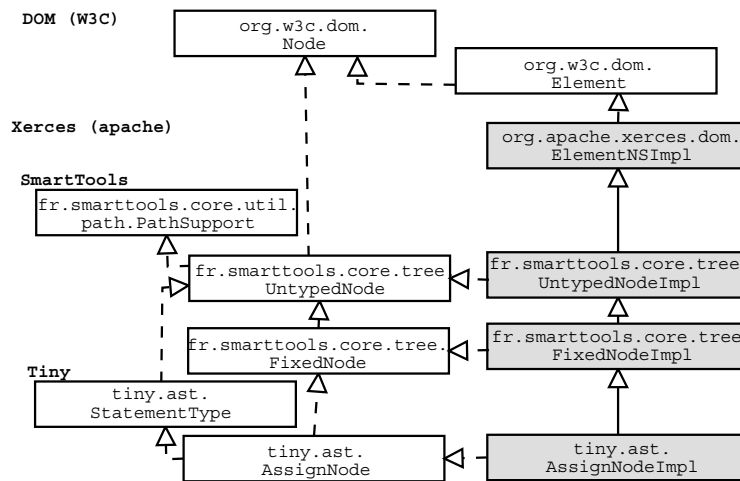 DOM (W3C)
org.w3c.dom.
Node
org.w3c.dom.
Element
Xerces (apache)
org.apache.xerces.dom.
ElementNSImpl
SmartTools
fr.smarttools.core.util.
path.PathSupport
fr.smarttools.core.tree
UntypedNode
fr.smarttools.core.tree
UntypedNodeImpl
fr.smarttools.core.tree.
FixedNode
fr.smarttools.core.tree
FixedNodeImpl
Tiny
tiny.ast.
StatementType
tiny.ast.
AssignNode
tiny.ast.
AssignNodeImpl